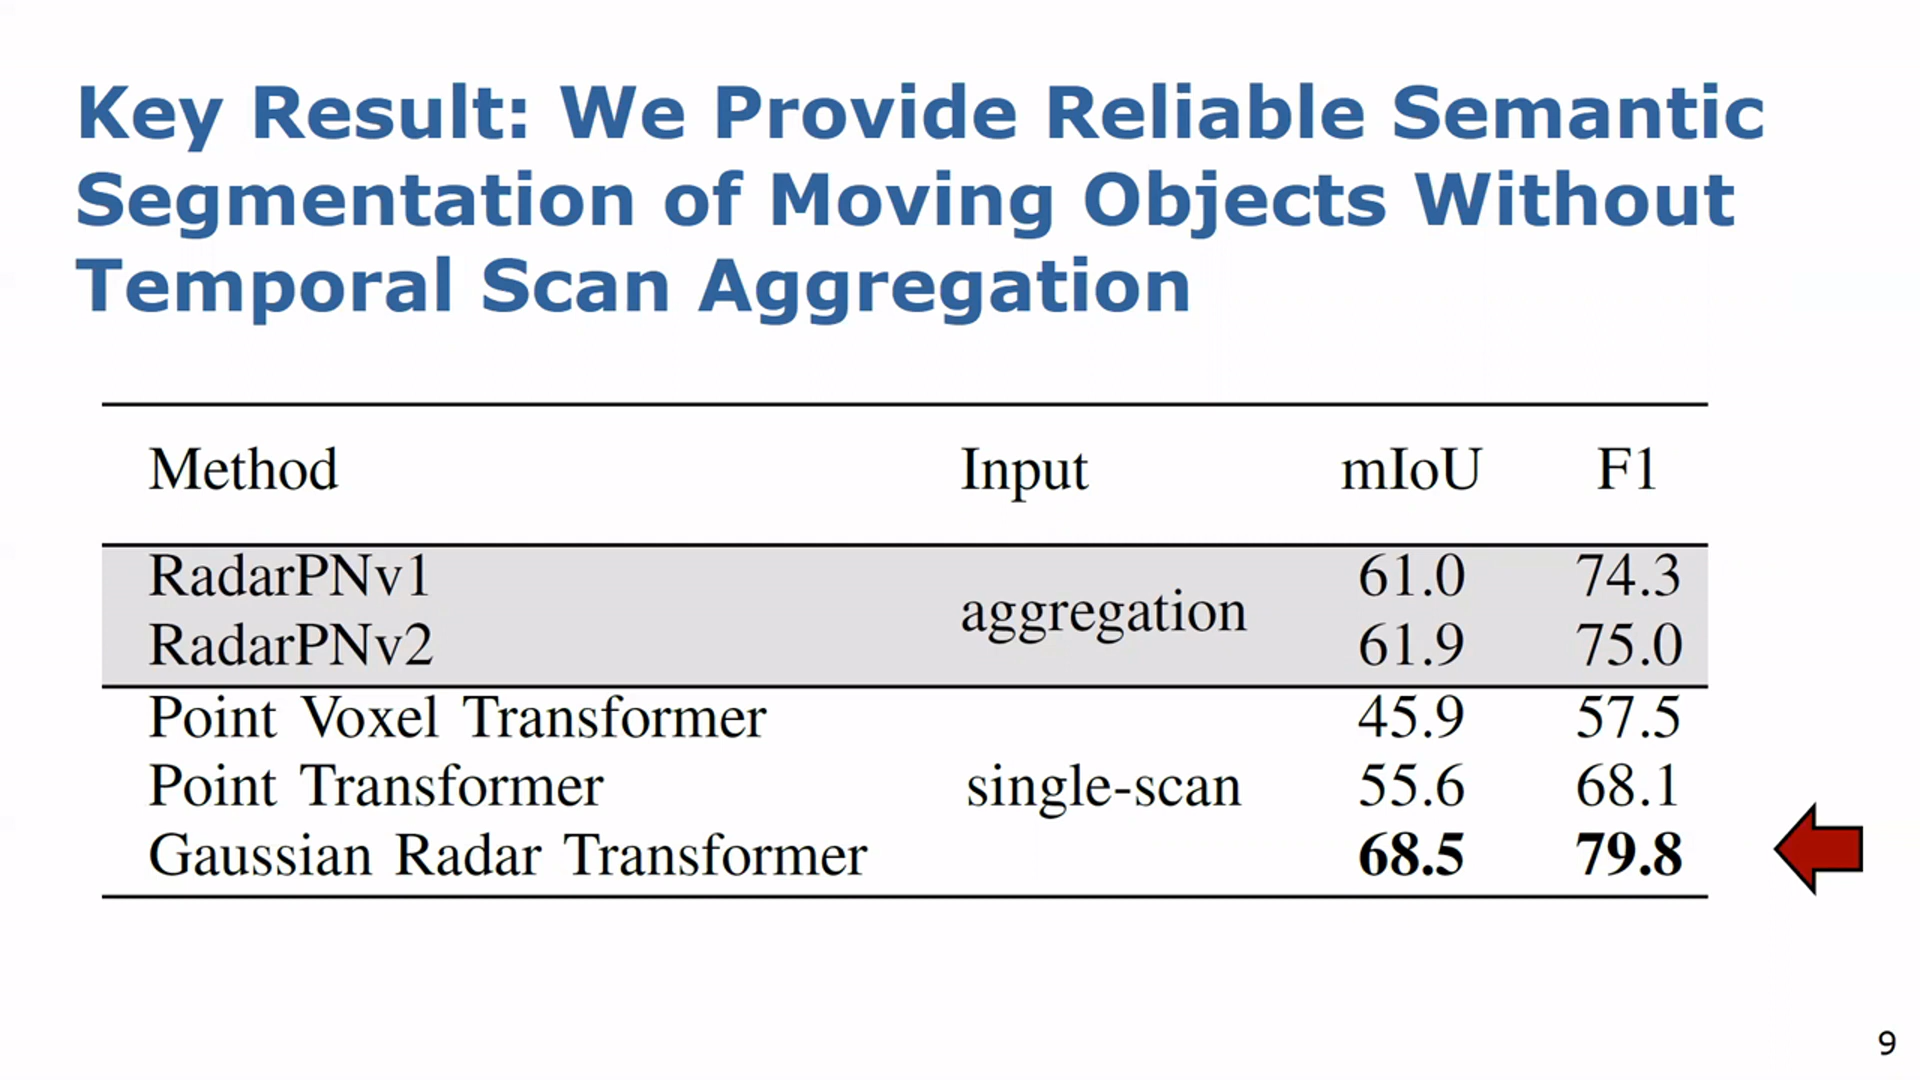 Key Result: We Provide Reliable Semantic
Segmentation of Moving Objects Without
Temporal Scan Aggregation
Method Input mIoU F1
RadarPNv1 61.0 74.3
aggregation
RadarPNv2 61.9 75.0
Point Voxel Transformer 45.9 57.5
Point Transformer single-scan 55.6 68.1
Gaussian Radar Transformer 68.5 79.8
9